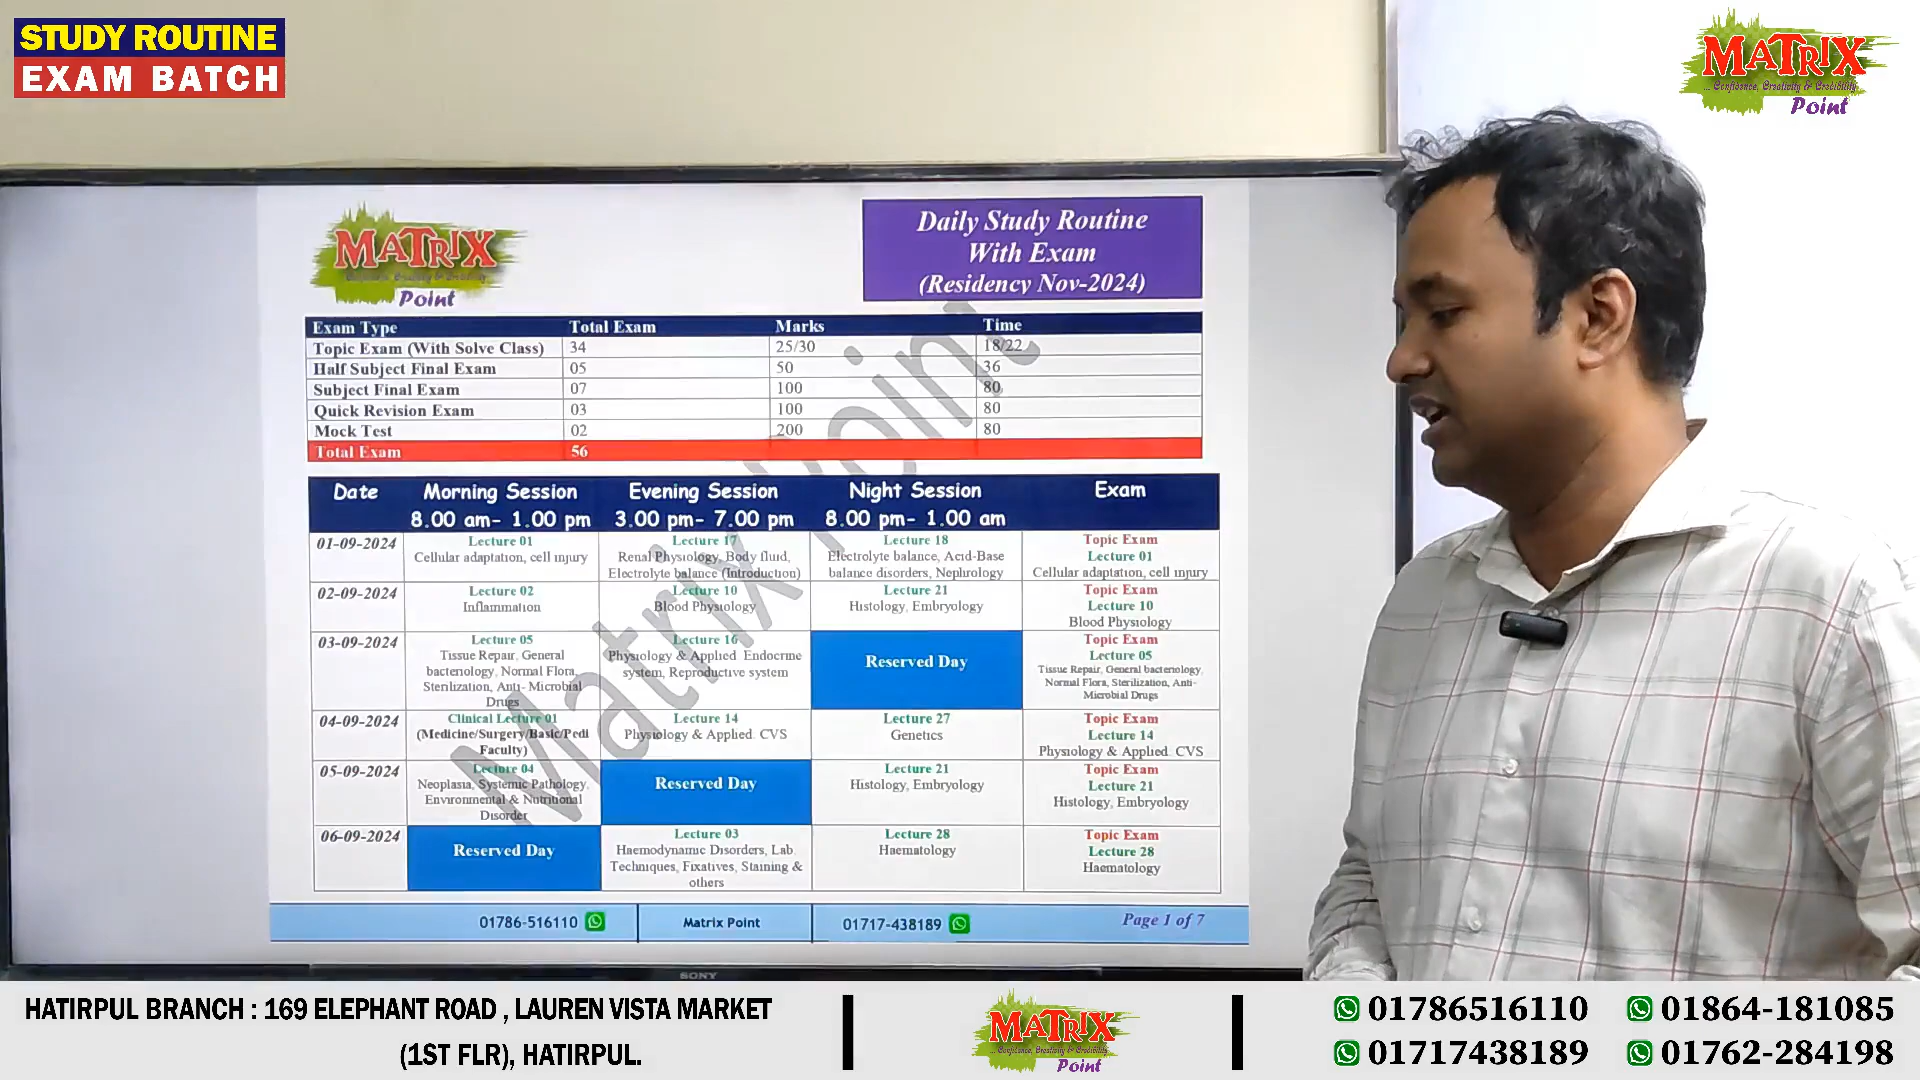 STUDY ROUTINE
EXAM BATCH
MATRIX
... Confidence, Creativity & Credibility
Point
MATRIX
Point
Daily Study Routine
With Exam
(Residency Nov-2024)
Exam Type Total Exam Marks Time
Topic Exam (With Solve Class) 34 25/30 18/22
Half Subject Final Exam 05 50 36
Subject Final Exam 07 100 80
Quick Revision Exam 03 100 80
Mock Test 02 200 80
Total Exam 56
Date Morning Session Evening Session Night Session Exam
8.00 am- 1.00 pm 3.00 pm- 7.00 pm 8.00 pm- 1.00 am
01-09-2024
Lecture 01
Cellular adaptation, cell injury
Lecture 17
Renal Physiology, Body fluid,
Electrolyte balance (Introduction)
Lecture 18
Electrolyte balance, Acid-Base
balance disorders, Nephrology
Topic Exam
Lecture 01
Cellular adaptation, cell injury
02-09-2024
Lecture 02
Inflammation
Lecture 10
Blood Physiology
Lecture 21
Histology, Embryology
Topic Exam
Lecture 10
Blood Physiology
03-09-2024
Lecture 05
Tissue Repair, General
bacteriology, Normal Flora,
Sterilization, Anti- Microbial
Drugs
Lecture 16
Physiology & Applied Endocrine
system, Reproductive system
Reserved Day
Topic Exam
Lecture 05
Tissue Repair, General bacteriology,
Normal Flora, Sterilization, Anti-
Microbial Drugs
04-09-2024
Clinical Lecture 01
(Medicine/Surgery/Basic/Pedi
Faculty)
Lecture 14
Physiology & Applied CVS
Lecture 27
Genetics
Topic Exam
Lecture 14
Physiology & Applied CVS
05-09-2024
Lecture 04
Neoplasia, Systemic Pathology,
Environmental & Nutritional
Disorder
Reserved Day
Lecture 21
Histology, Embryology
Topic Exam
Lecture 21
Histology, Embryology
06-09-2024
Reserved Day
Lecture 03
Haemodynamic Disorders, Lab.
Techniques, Fixatives, Staining &
others
Lecture 28
Haematology
Topic Exam
Lecture 28
Haematology
Matrix Point
01786-516110 Matrix Point 01717-438189 Page 1 of 7
SONY
HATIRPUL BRANCH : 169 ELEPHANT ROAD , LAUREN VISTA MARKET
(1ST FLR), HATIRPUL.
MATRIX
... Confidence, Creativity & Credibility
Point
01786516110 01864-181085
01717438189 01762-284198